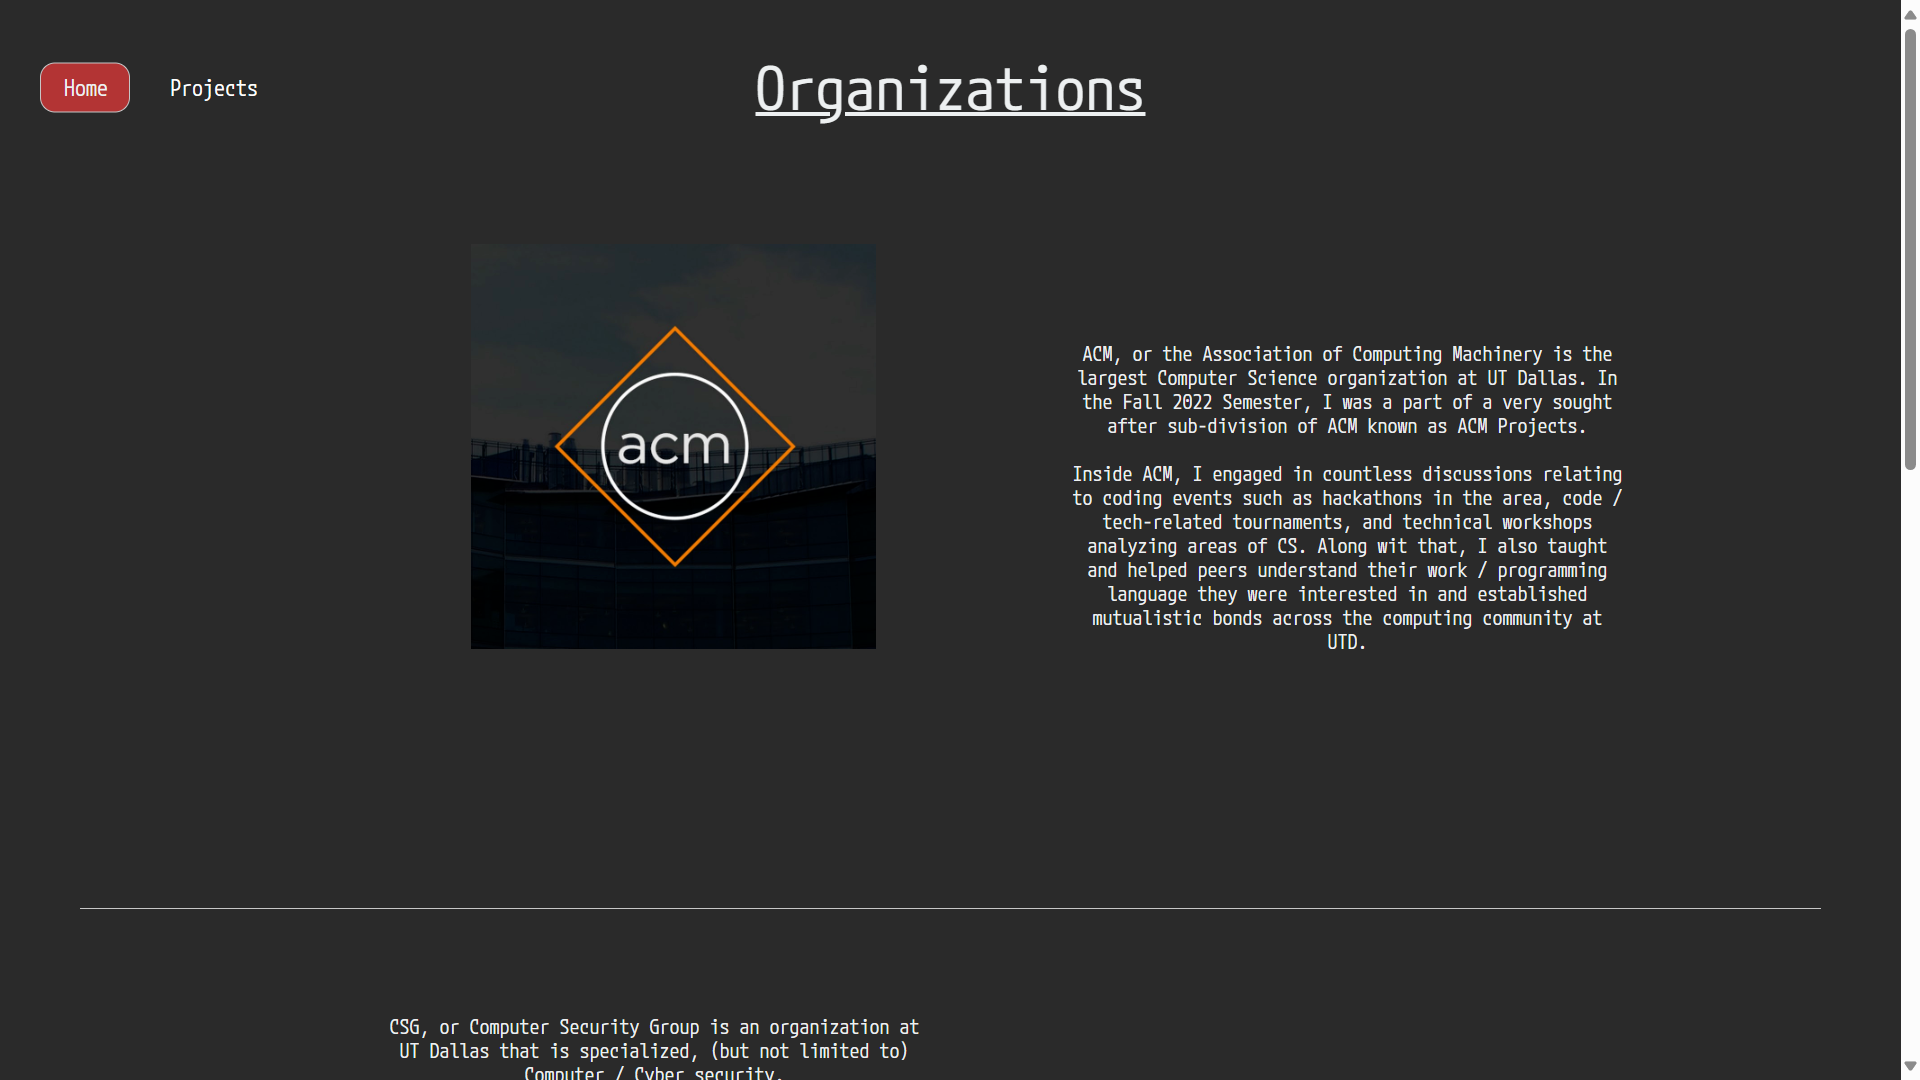 Home
Projects
Organizations
acm
ACM, or the Association of Computing Machinery is the
largest Computer Science organization at UT Dallas. In
the Fall 2022 Semester, I was a part of a very sought
after sub-division of ACM known as ACM Projects.
Inside ACM, I engaged in countless discussions relating
to coding events such as hackathons in the area, code /
tech-related tournaments, and technical workshops
analyzing areas of CS. Along wit that, I also taught
and helped peers understand their work / programming
language they were interested in and established
mutualistic bonds across the computing community at
UTD.
CSG, or Computer Security Group is an organization at
UT Dallas that is specialized, (but not limited to)
Computer / Cyber security.